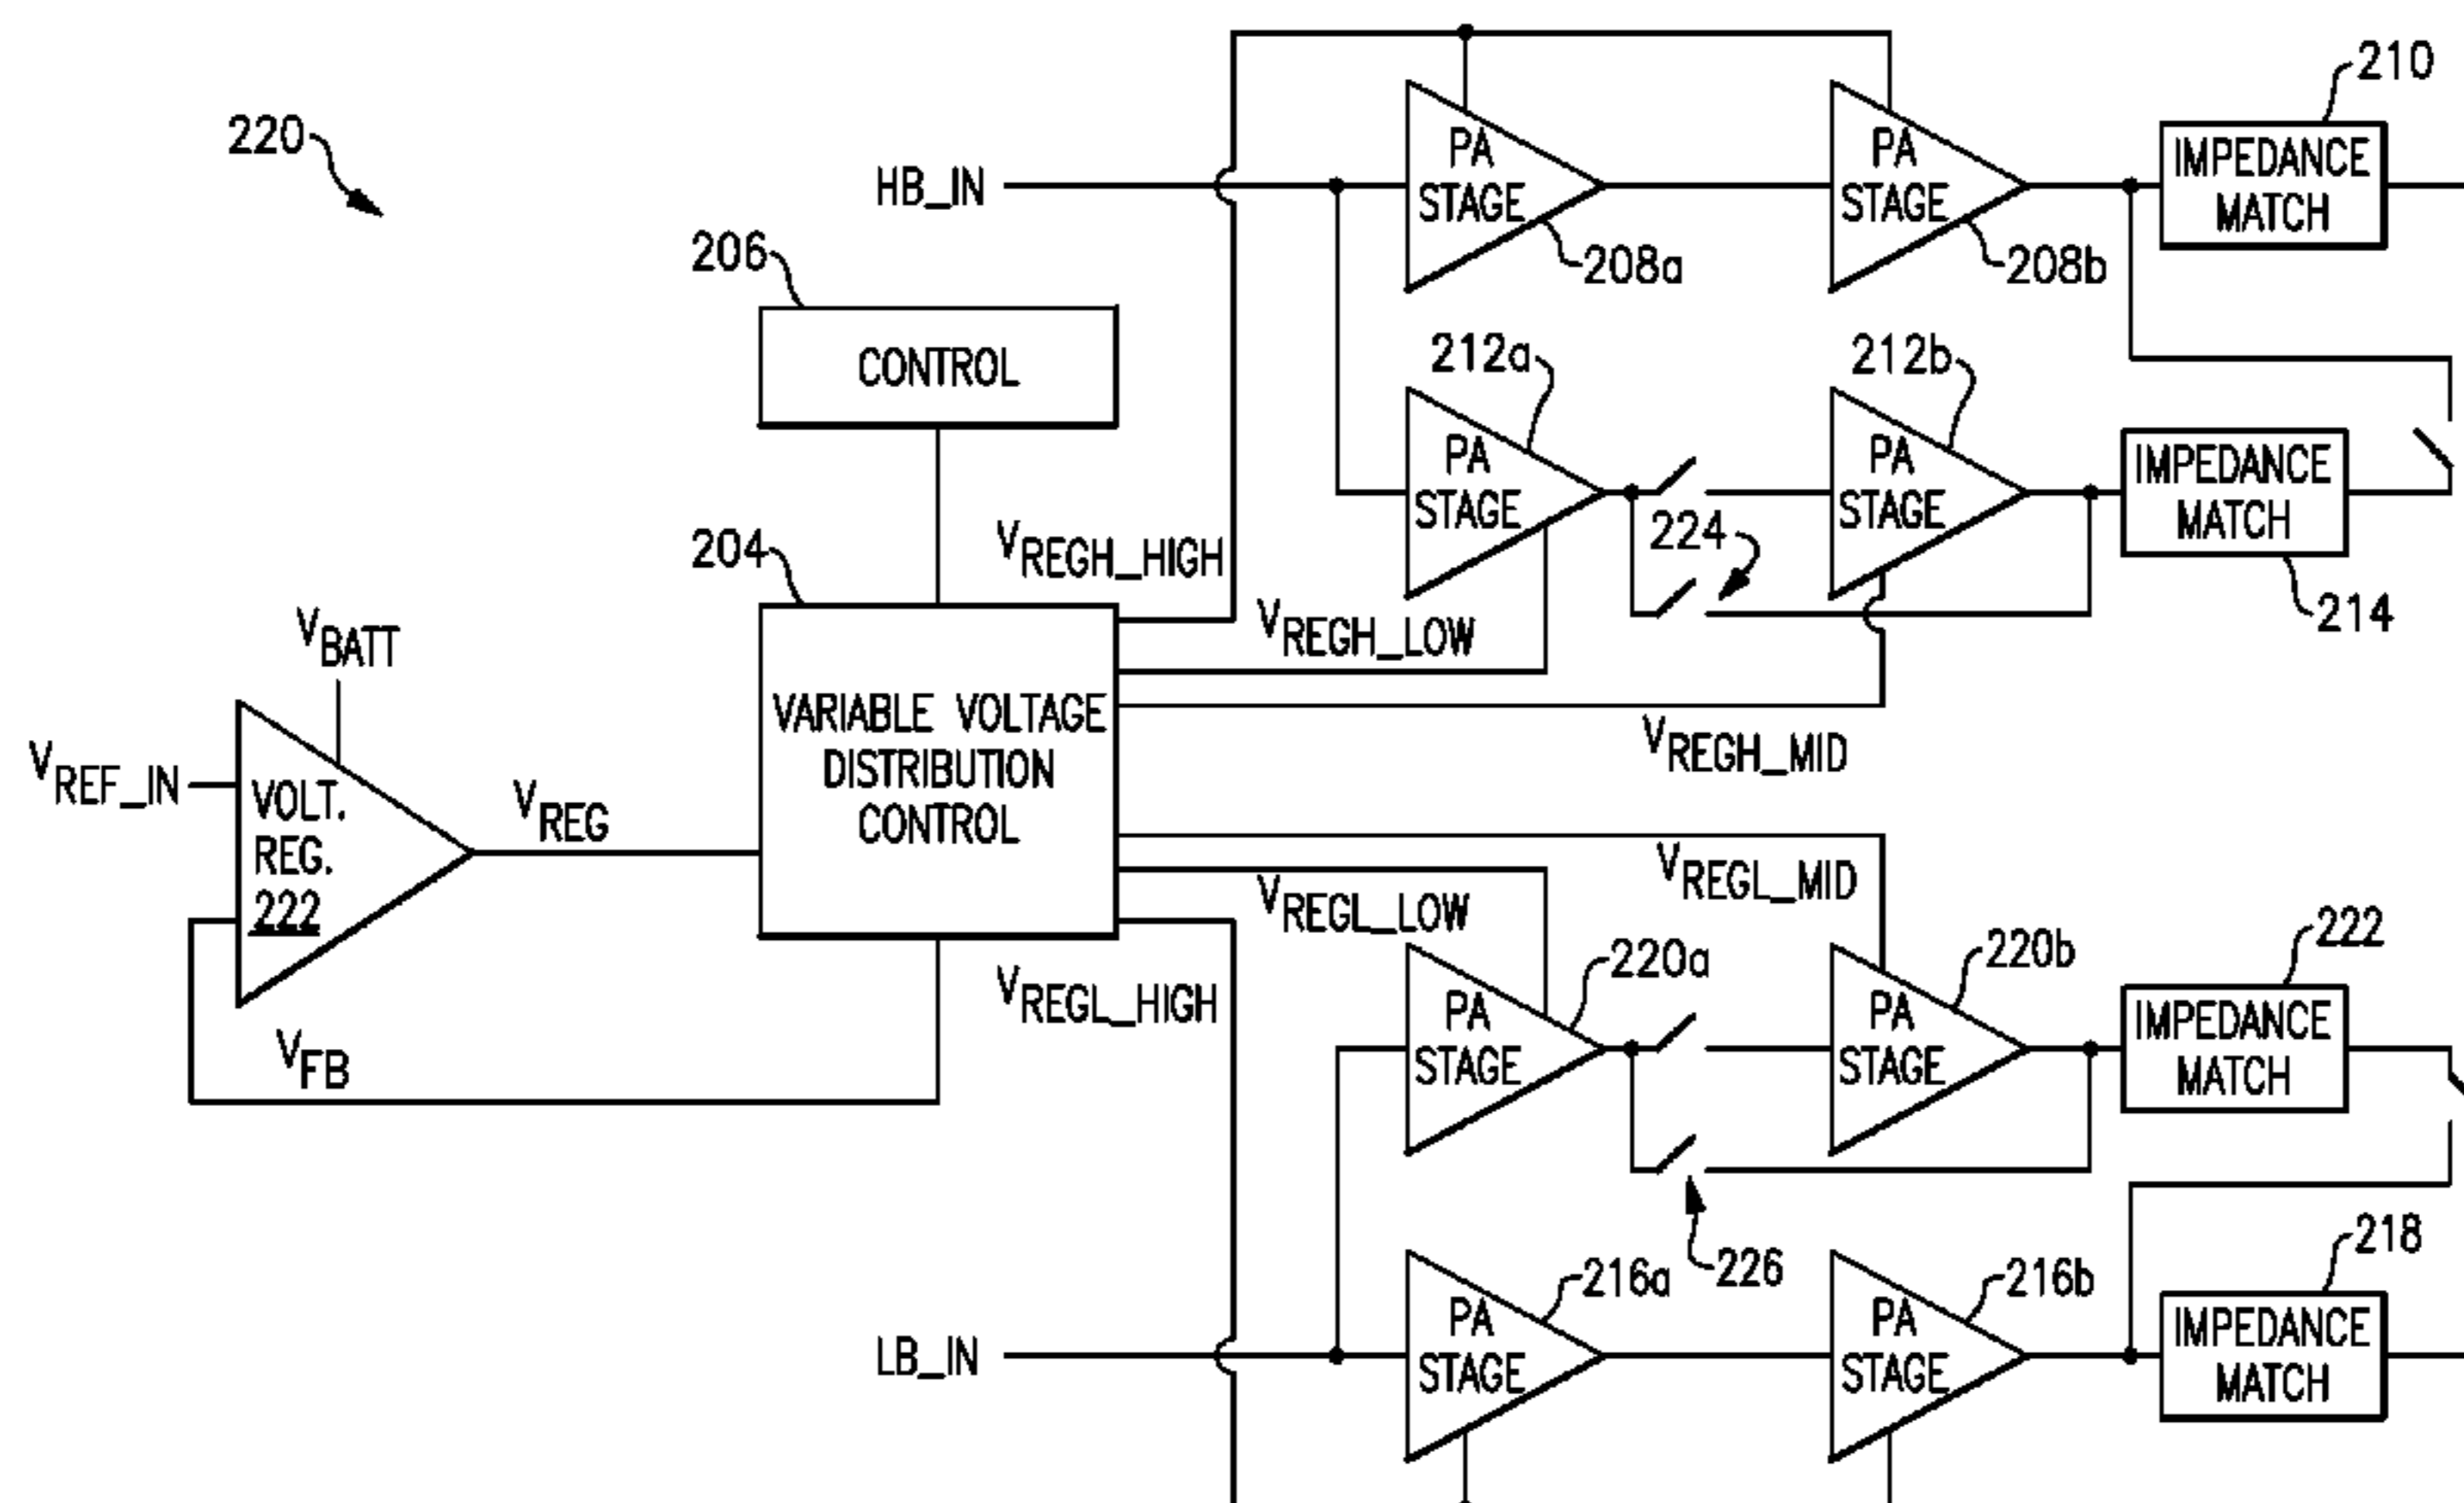 220
HB_IN
PA
STAGE
208a
PA
STAGE
208b
210
IMPEDANCE
MATCH
206
CONTROL
212a
PA
STAGE
224
212b
PA
STAGE
IMPEDANCE
MATCH
214
204
VARIABLE VOLTAGE
DISTRIBUTION
CONTROL
VREGH_HIGH
VREGH_LOW
VREGH_MID
VBATT
VREF_IN
VOLT.
REG.
222
VREG
VFB
VREGL_MID
VREGL_LOW
VREGL_HIGH
220a
PA
STAGE
226
220b
PA
STAGE
222
IMPEDANCE
MATCH
LB_IN
216a
PA
STAGE
216b
PA
STAGE
218
IMPEDANCE
MATCH